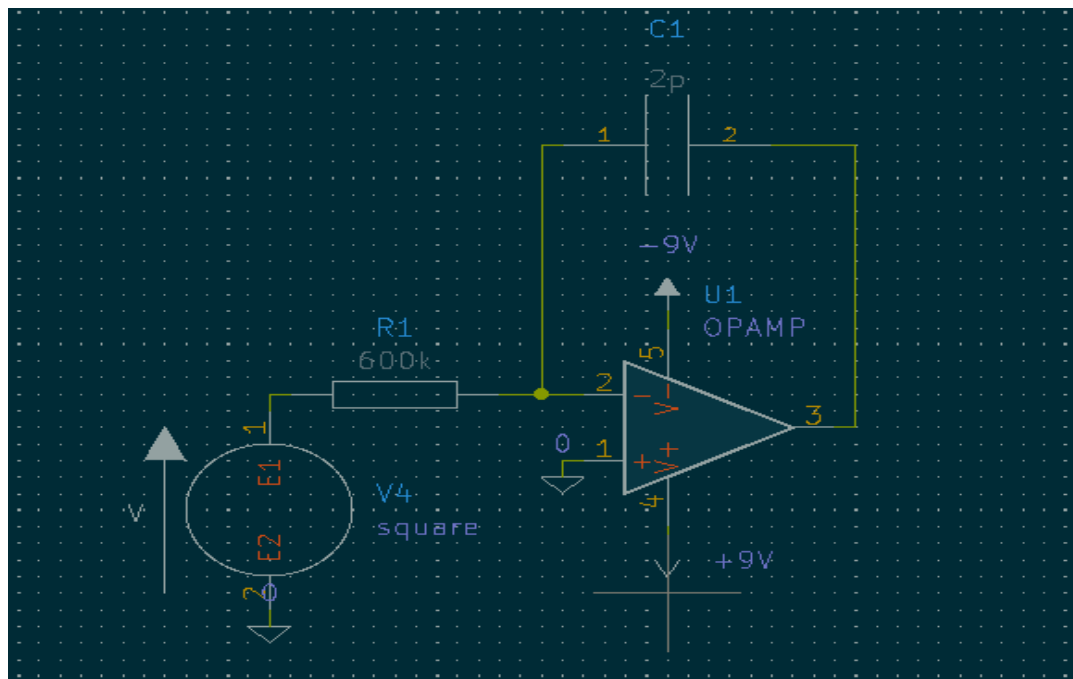 C1
2p
1 2
-9V
U1
OPAMP
R1
600k
5
2
- V-
3
1
0 1
+ V+
E1
V4
V
square
4
E2
+9V
2 0